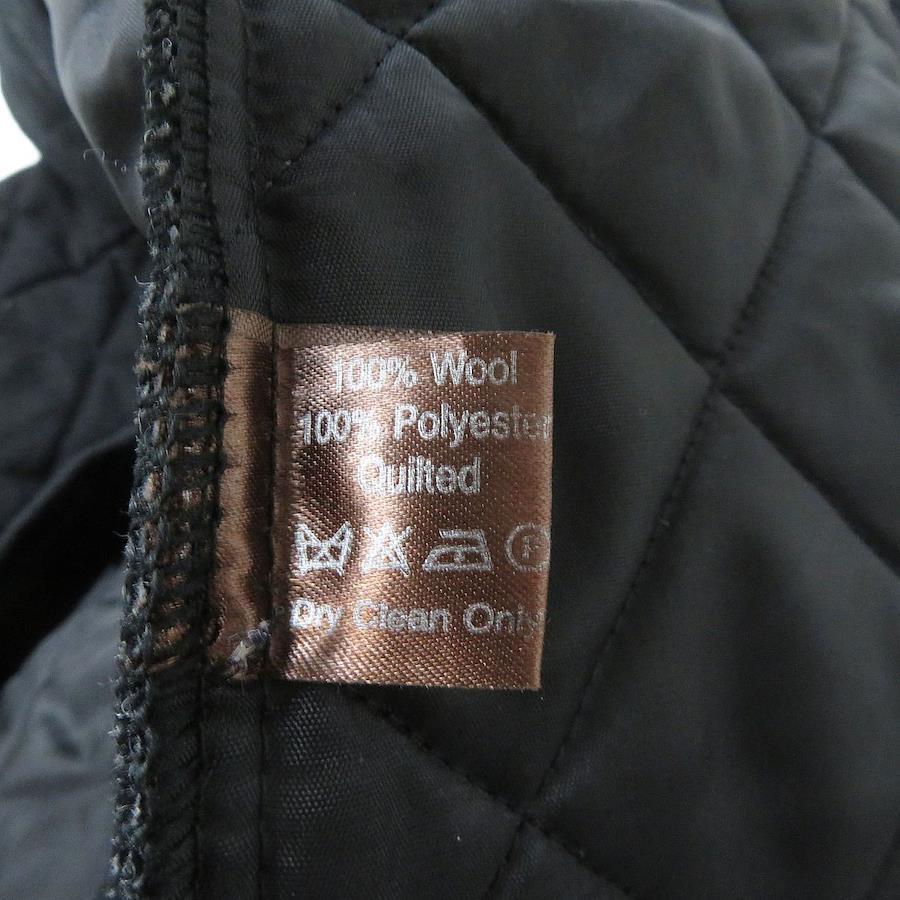 100% Wool
100% Polyester
Quilted
F
Dry Clean Only